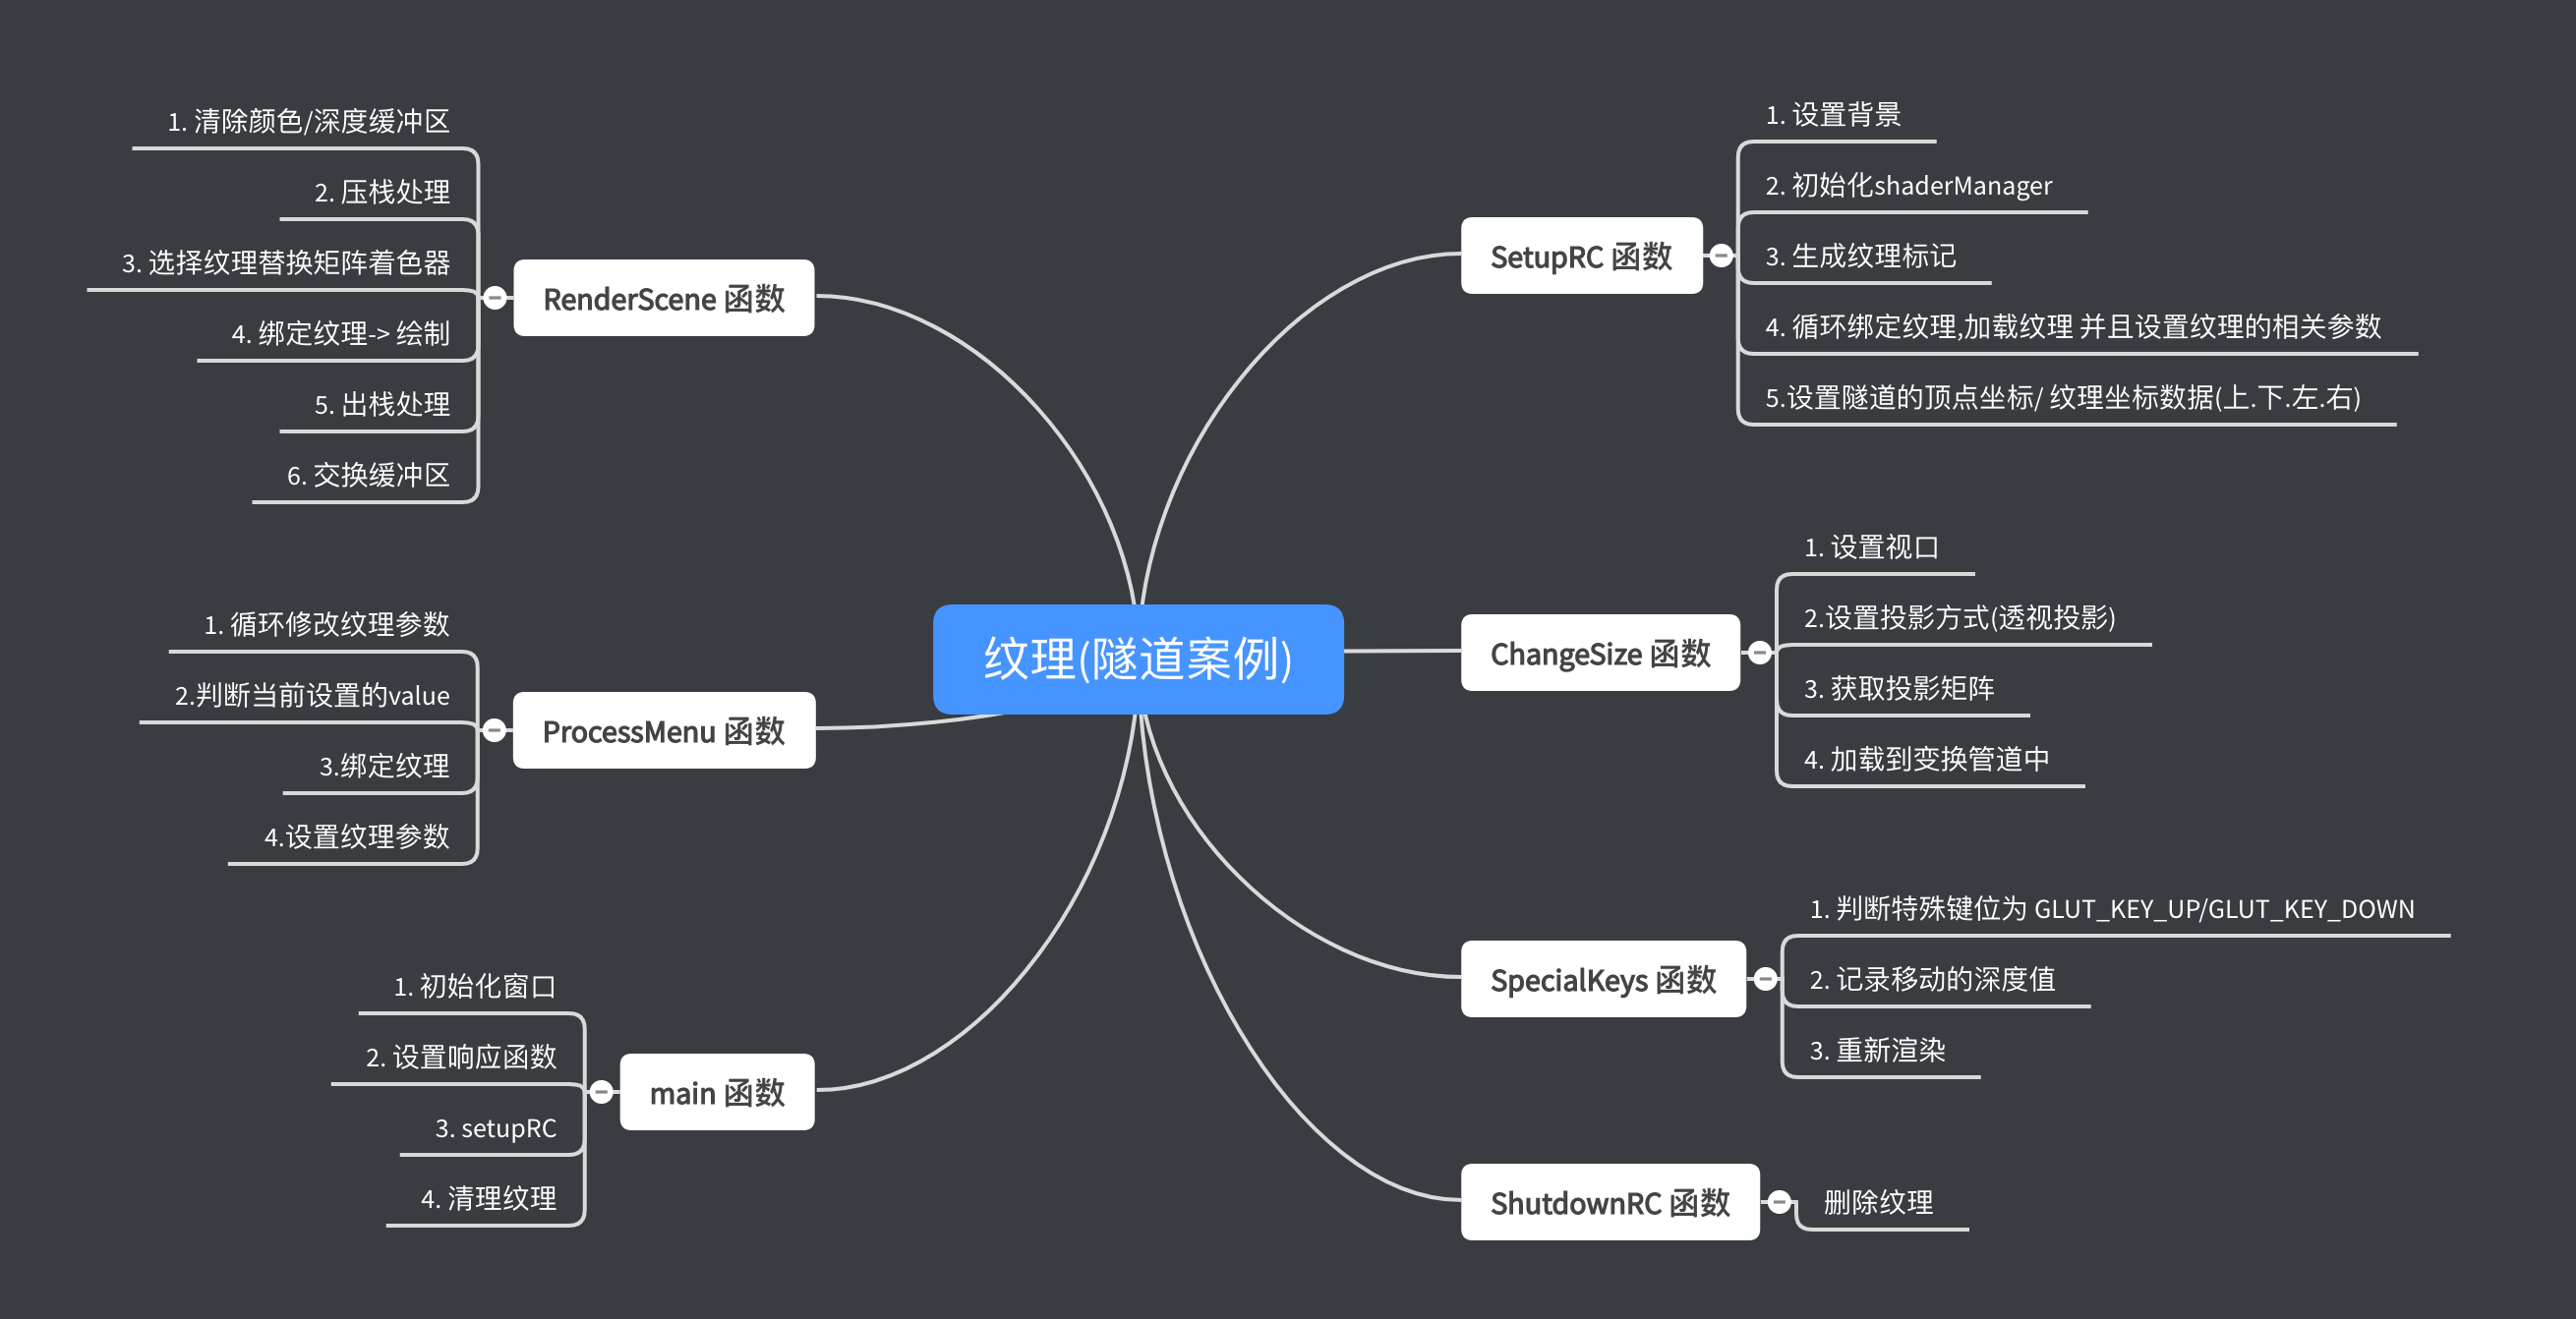 纹理(隧道案例)
RenderScene 函数
1. 清除颜色/深度缓冲区
2. 压栈处理
3. 选择纹理替换矩阵着色器
4. 绑定纹理-> 绘制
5. 出栈处理
6. 交换缓冲区
ProcessMenu 函数
1. 循环修改纹理参数
2.判断当前设置的value
3.绑定纹理
4.设置纹理参数
main 函数
1. 初始化窗口
2. 设置响应函数
3. setupRC
4. 清理纹理
SetupRC 函数
1. 设置背景
2. 初始化shaderManager
3. 生成纹理标记
4. 循环绑定纹理,加载纹理 并且设置纹理的相关参数
5.设置隧道的顶点坐标/ 纹理坐标数据(上.下.左.右)
ChangeSize 函数
1. 设置视口
2.设置投影方式(透视投影)
3. 获取投影矩阵
4. 加载到变换管道中
SpecialKeys 函数
1. 判断特殊键位为 GLUT_KEY_UP/GLUT_KEY_DOWN
2. 记录移动的深度值
3. 重新渲染
ShutdownRC 函数
删除纹理